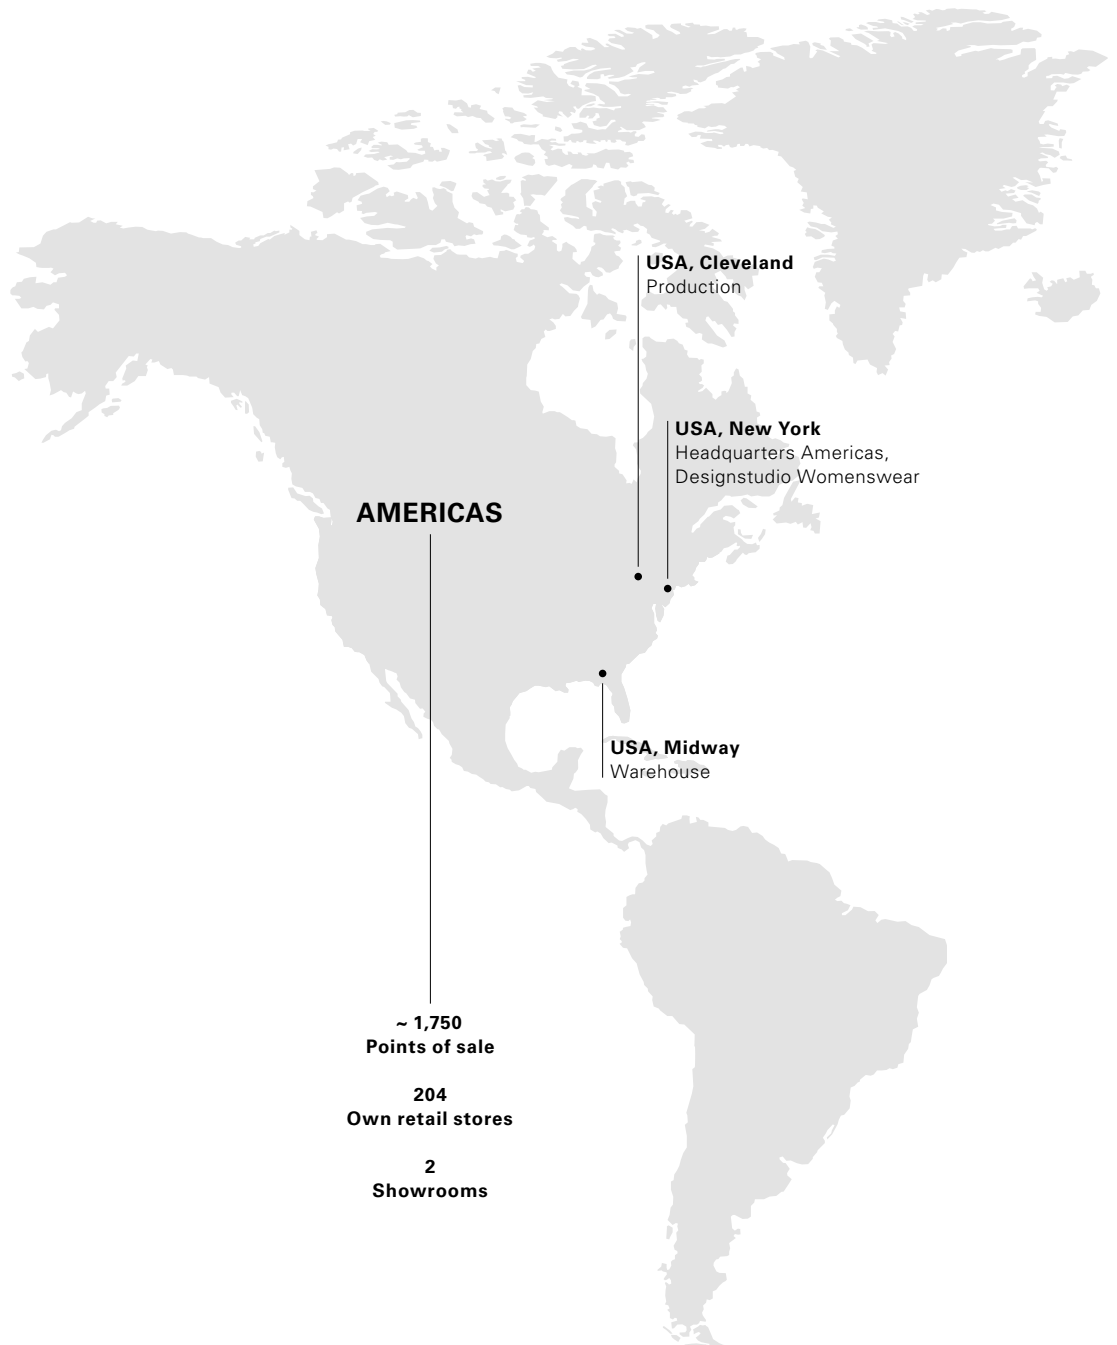 USA, Cleveland
Production
USA, New York
Headquarters Americas,
Designstudio Womenswear
AMERICAS
USA, Midway
Warehouse
~ 1,750
Points of sale
204
Own retail stores
2
Showrooms